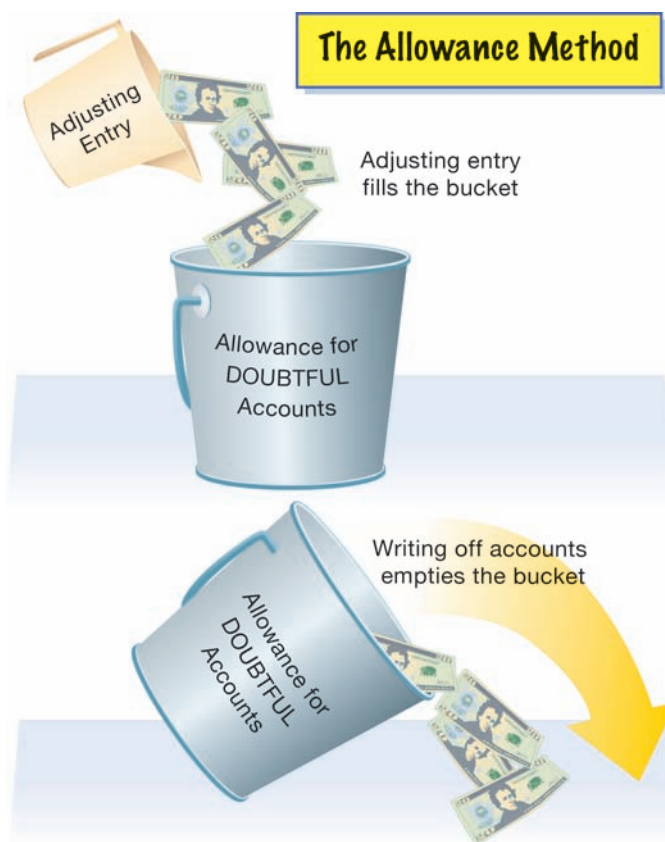 The Allowance Method
Adjusting
Entry
Adjusting entry
fills the bucket
Allowance for
DOUBTFUL
Accounts
Writing off accounts
empties the bucket
Allowance for
DOUBTFUL
Accounts